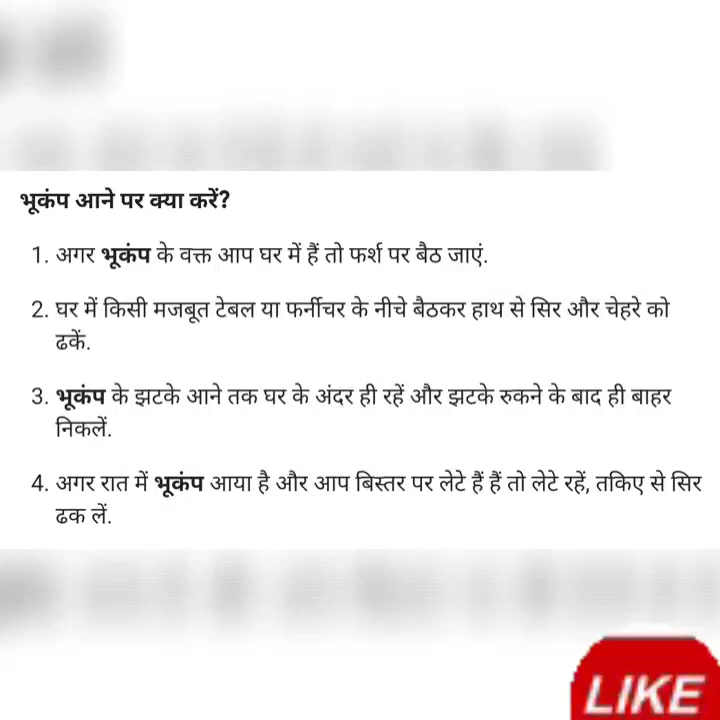 भूकंप आने पर क्या करें?
1. अगर भूकंप के वक्त आप घर में हैं तो फर्श पर बैठ जाएं.
2. घर में किसी मजबूत टेबल या फर्नीचर के नीचे बैठकर हाथ से सिर और चेहरे को
ढकें.
3. भूकंप के झटके आने तक घर के अंदर ही रहें और झटके रुकने के बाद ही बाहर
निकलें.
4. अगर रात में भूकंप आया है और आप बिस्तर पर लेटे हैं हैं तो लेटे रहें, तकिए से सिर
ढक लें.
LIKE